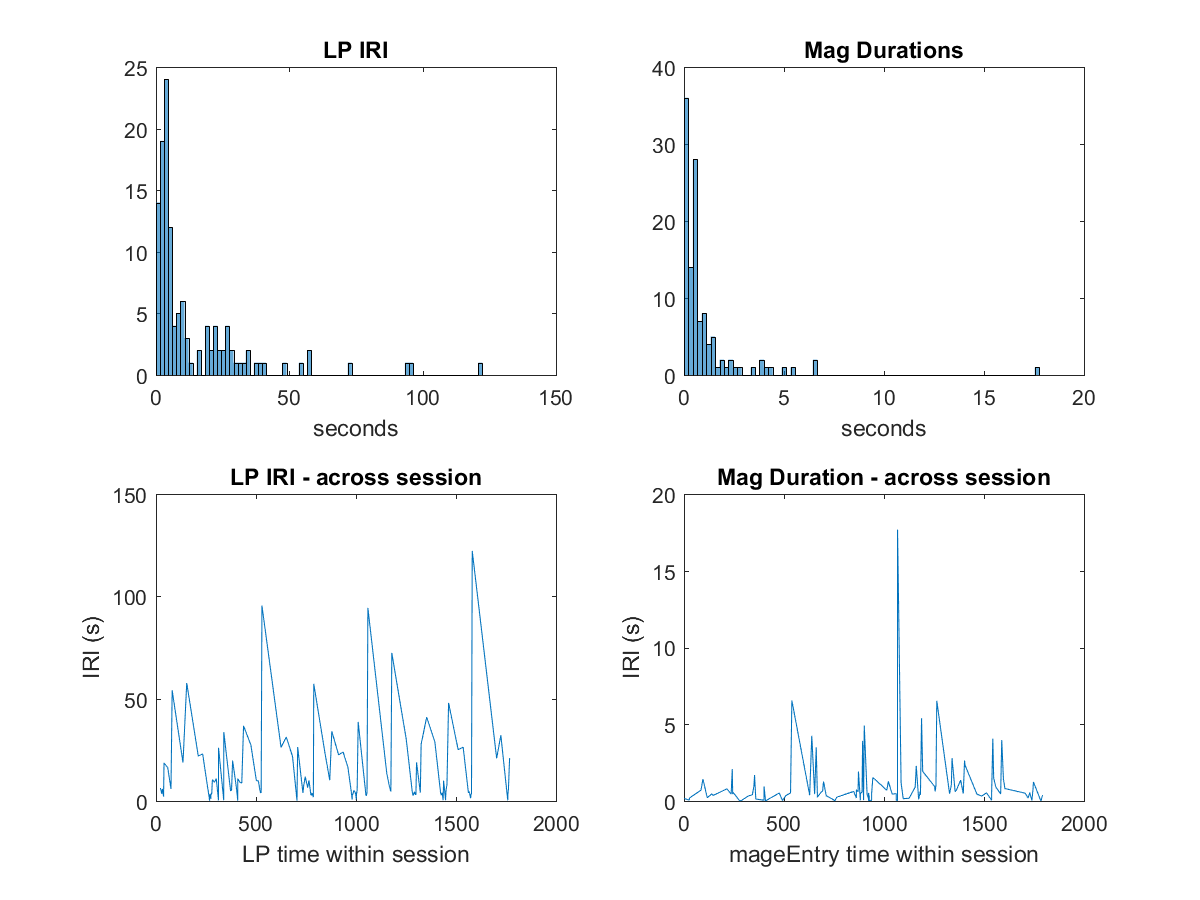 LP IRI
25
20
15
10
5
0
0 50 100 150
seconds
Mag Durations
40
30
20
10
0
0 5 10 15 20
seconds
LP IRI - across session
150
100
50
0
IRI (s)
0 500 1000 1500 2000
LP time within session
Mag Duration - across session
20
15
10
5
0
IRI (s)
0 500 1000 1500 2000
mageEntry time within session